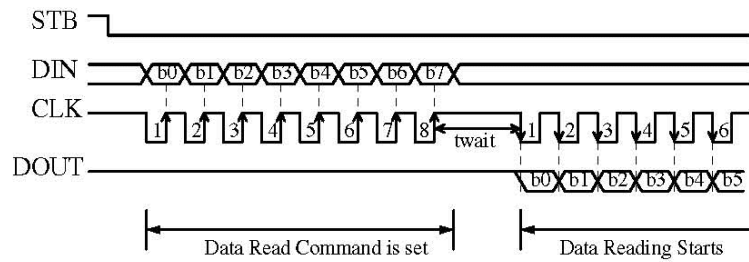 STB
DIN b0 b1 b2 b3 b4 b5 b6 b7
CLK 1 2 3 4 5 6 7 8 twait 1 2 3 4 5 6
DOUT b0 b1 b2 b3 b4 b5
Data Read Command is set Data Reading Starts